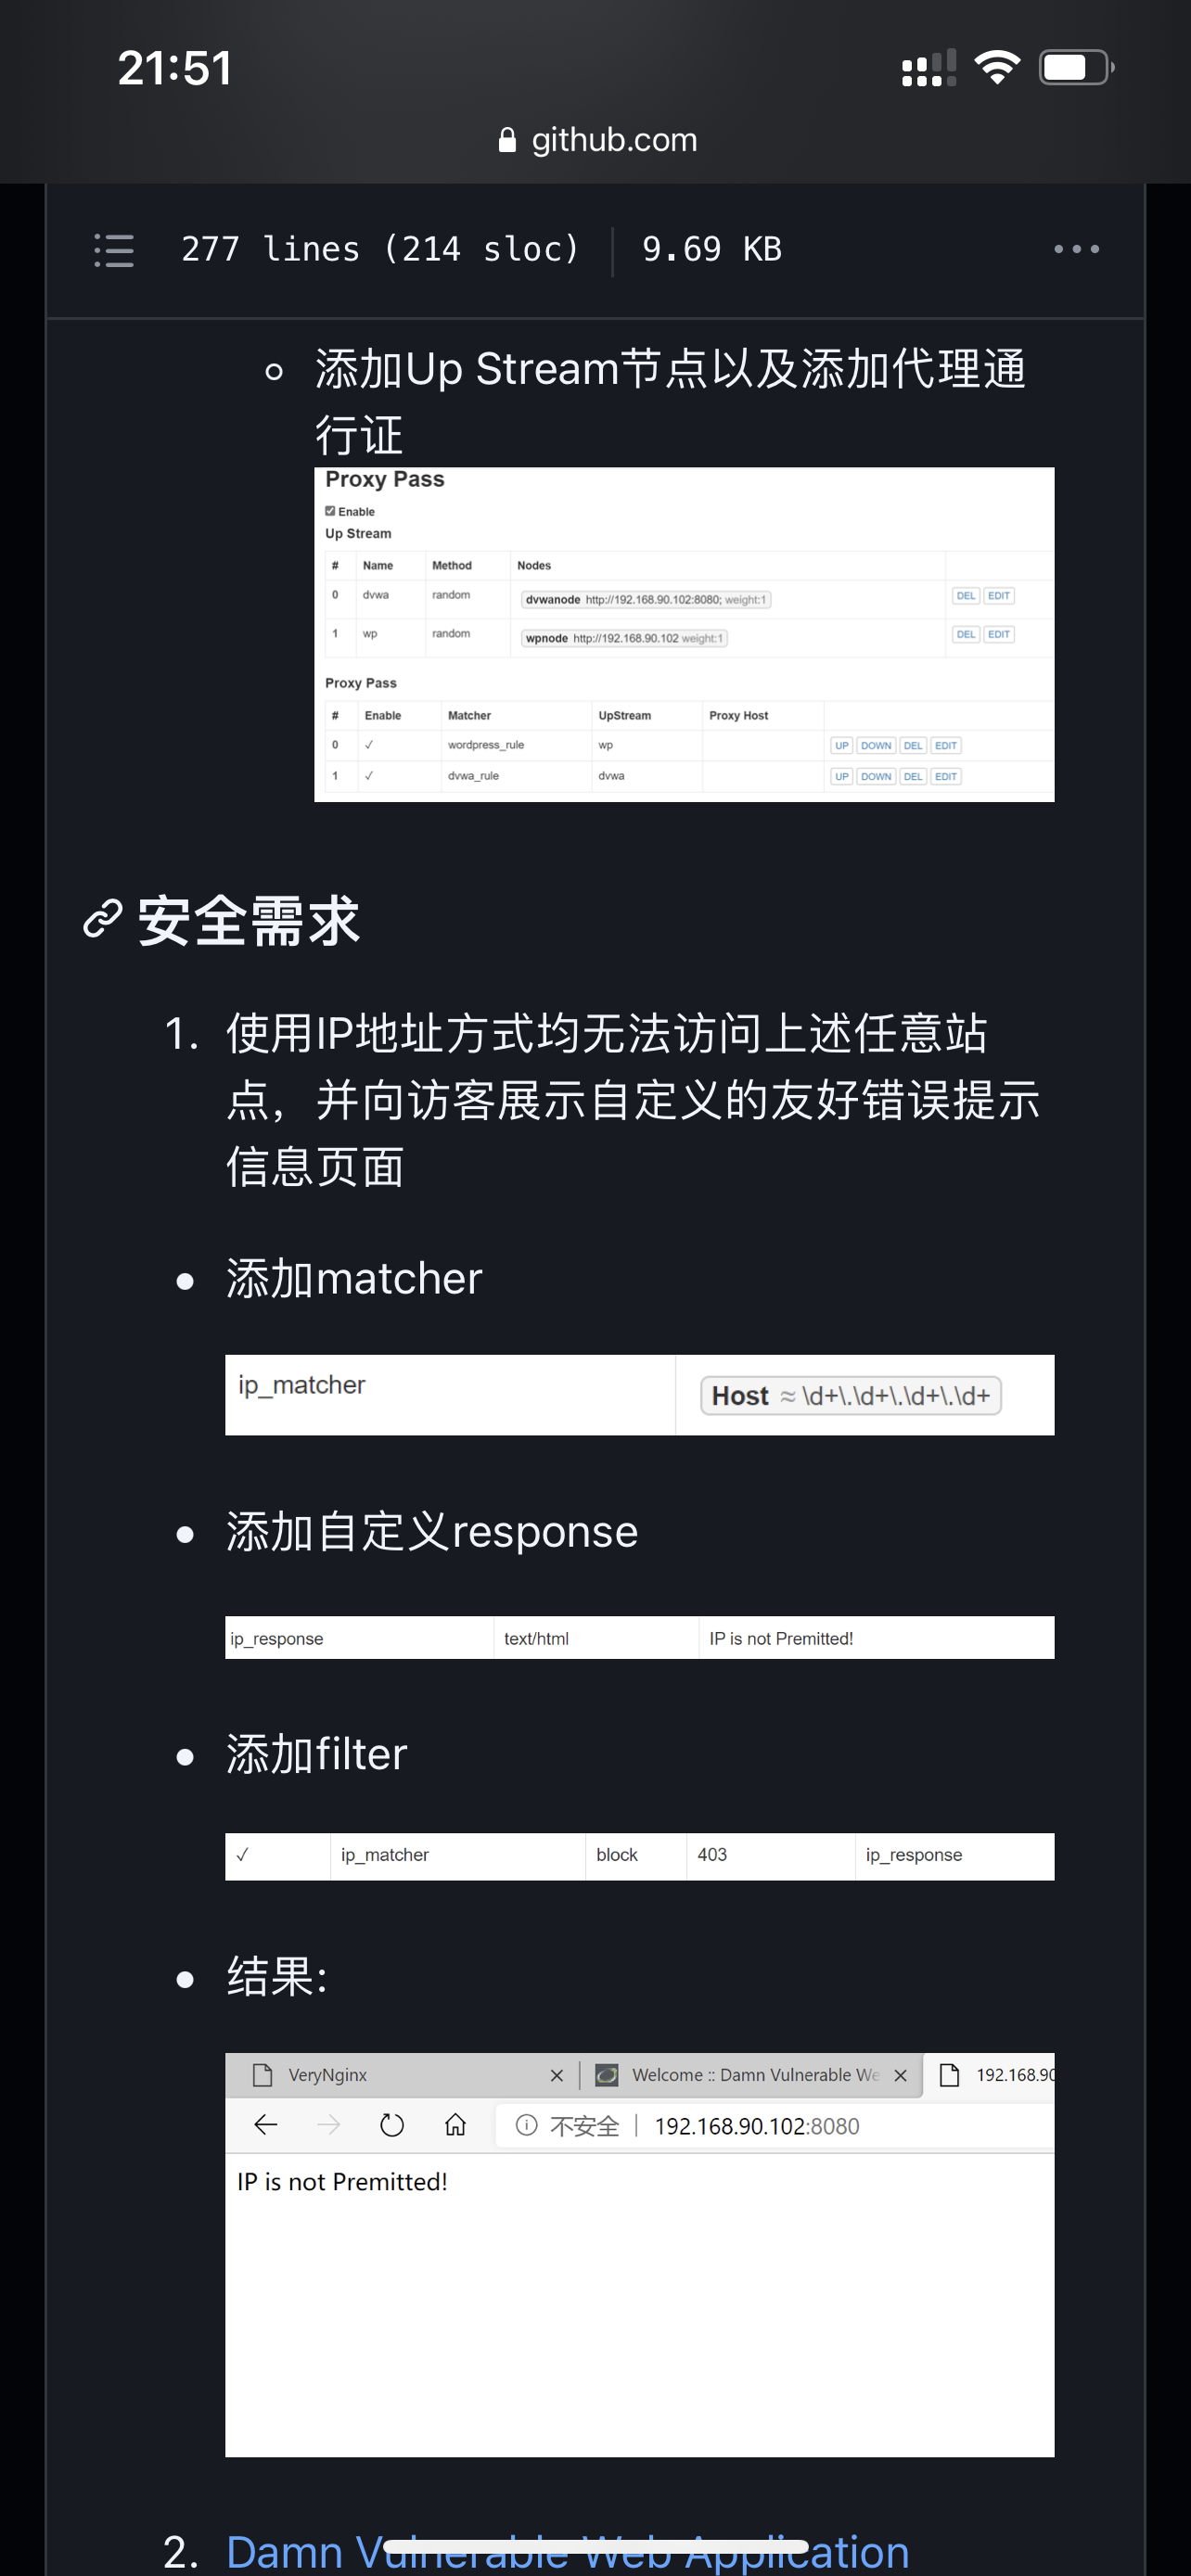 21:51
github.com
277 lines (214 sloc) 9.69 KB
添加Up Stream节点以及添加代理通
行证
Proxy Pass
Enable
Up Stream
# Name Method Nodes
0 dvwa random dvwanode http://192.168.90.102:8080; weight:1 DEL EDIT
1 wp random wpnode http://192.168.90.102 weight:1 DEL EDIT
Proxy Pass
# Enable Matcher UpStream Proxy Host
0 ✓ wordpress_rule wp UP DOWN DEL EDIT
1 ✓ dvwa_rule dvwa UP DOWN DEL EDIT
安全需求
1. 使用IP地址方式均无法访问上述任意站
点，并向访客展示自定义的友好错误提示
信息页面
添加matcher
ip_matcher Host ≈ \d+\.\d+\.\d+\.\d+
添加自定义response
ip_response text/html IP is not Premitted!
添加filter
✓ ip_matcher block 403 ip_response
结果:
VeryNginx Welcome :: Damn Vulnerable We 192.168.90
不安全 192.168.90.102:8080
IP is not Premitted!
2. Damn Vulnerable Web Application